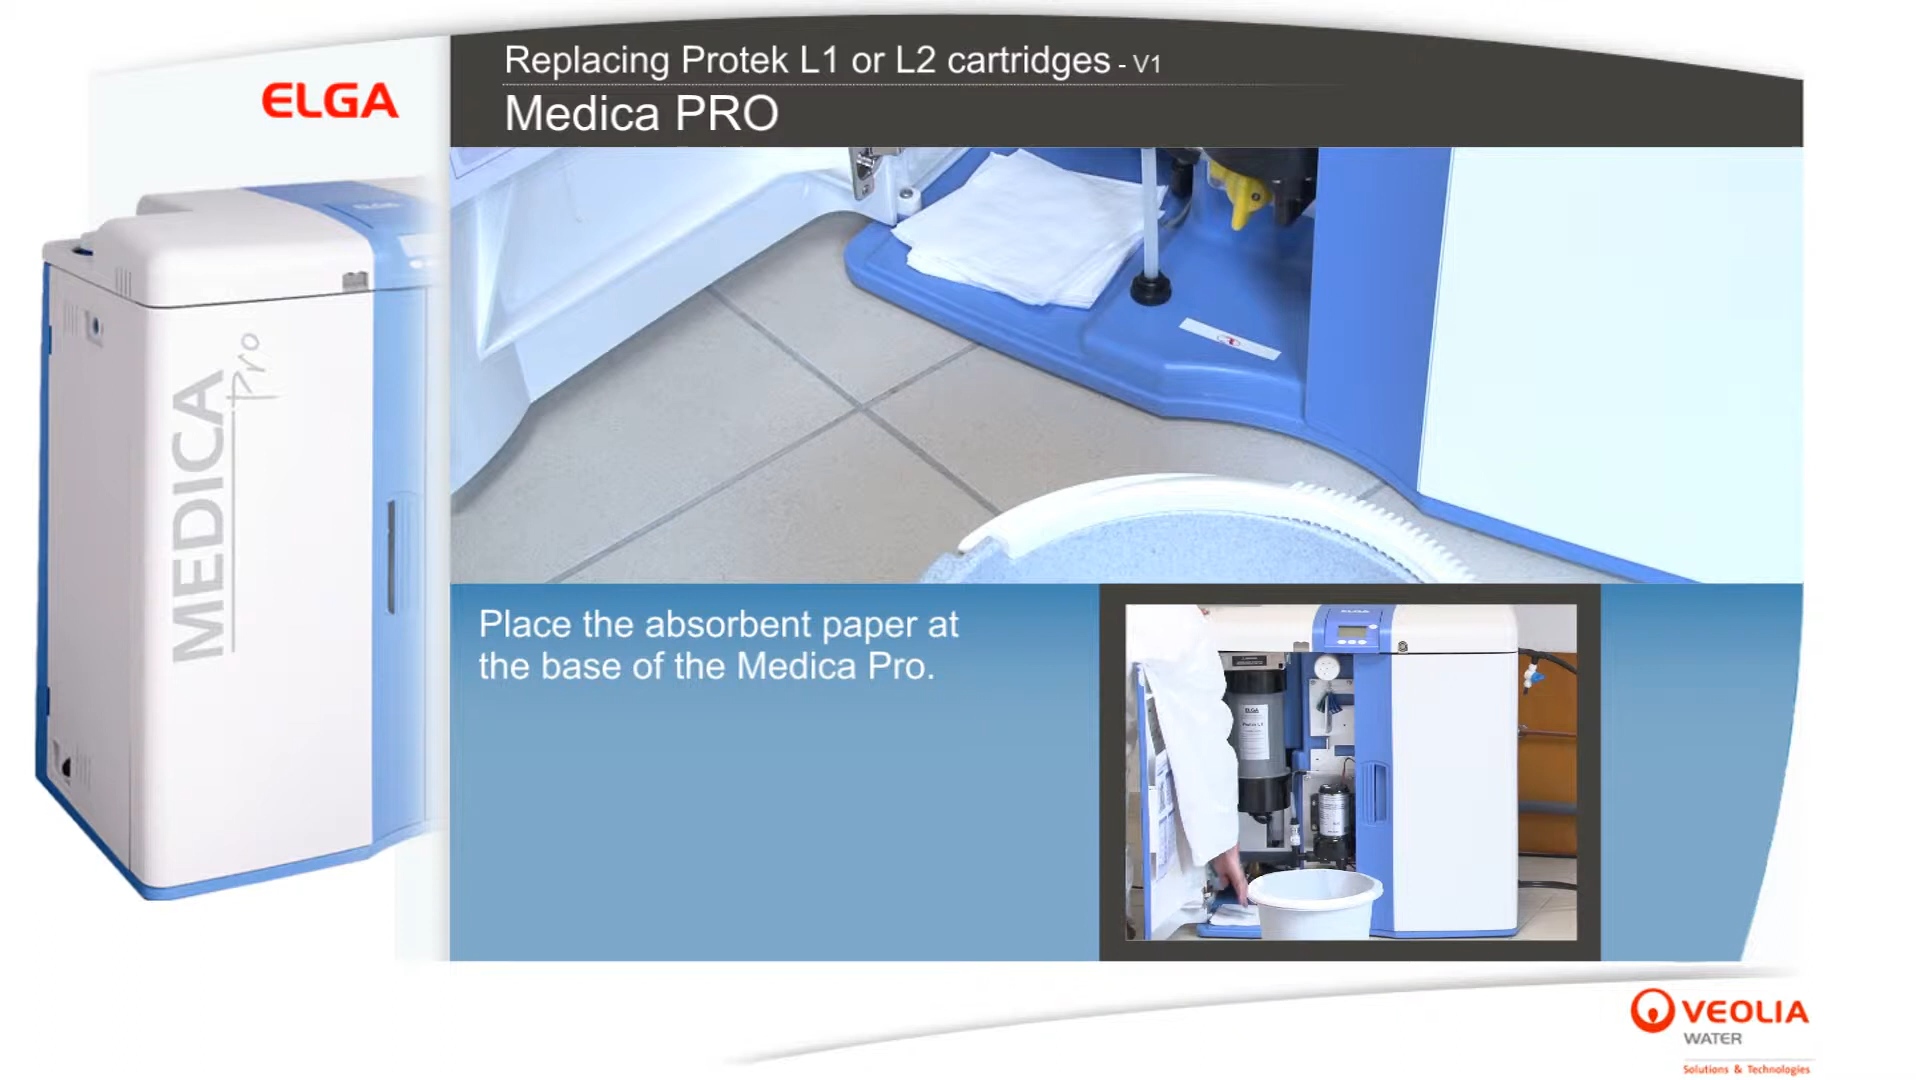 ELGA
Replacing Protek L1 or L2 cartridges - V1
Medica PRO
MEDICA
Pro
Place the absorbent paper at
the base of the Medica Pro.
ELGA
VEOLIA
WATER
Solutions & Technologies